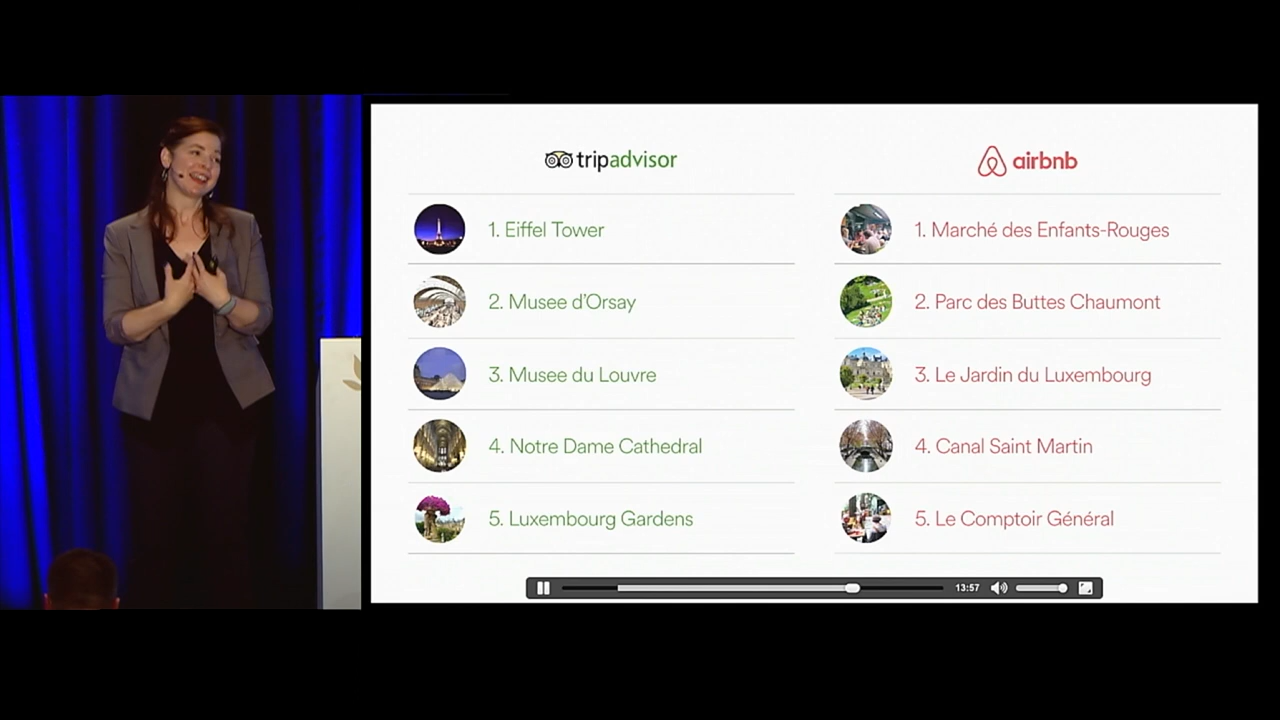 tripadvisor
1. Eiffel Tower
2. Musee d'Orsay
3. Musee du Louvre
4. Notre Dame Cathedral
5. Luxembourg Gardens
airbnb
1. Marché des Enfants-Rouges
2. Parc des Buttes Chaumont
3. Le Jardin du Luxembourg
4. Canal Saint Martin
5. Le Comptoir Général
13:57